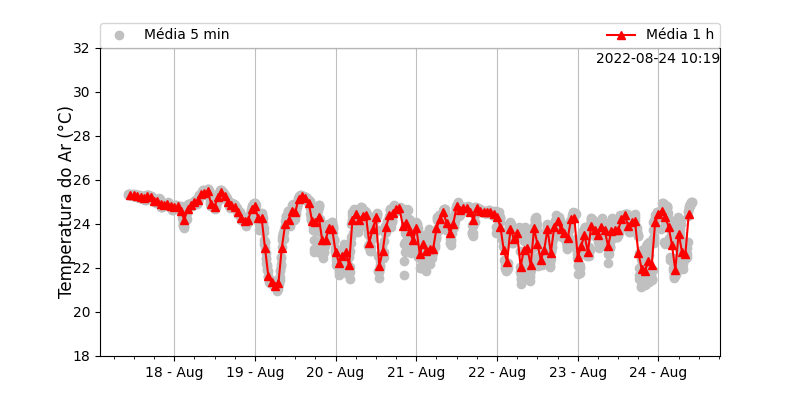 Média 5 min
Média 1 h
2022-08-24 10:19
Temperatura do Ar (°C)
32
30
28
26
24
22
20
18
18 - Aug
19 - Aug
20 - Aug
21 - Aug
22 - Aug
23 - Aug
24 - Aug